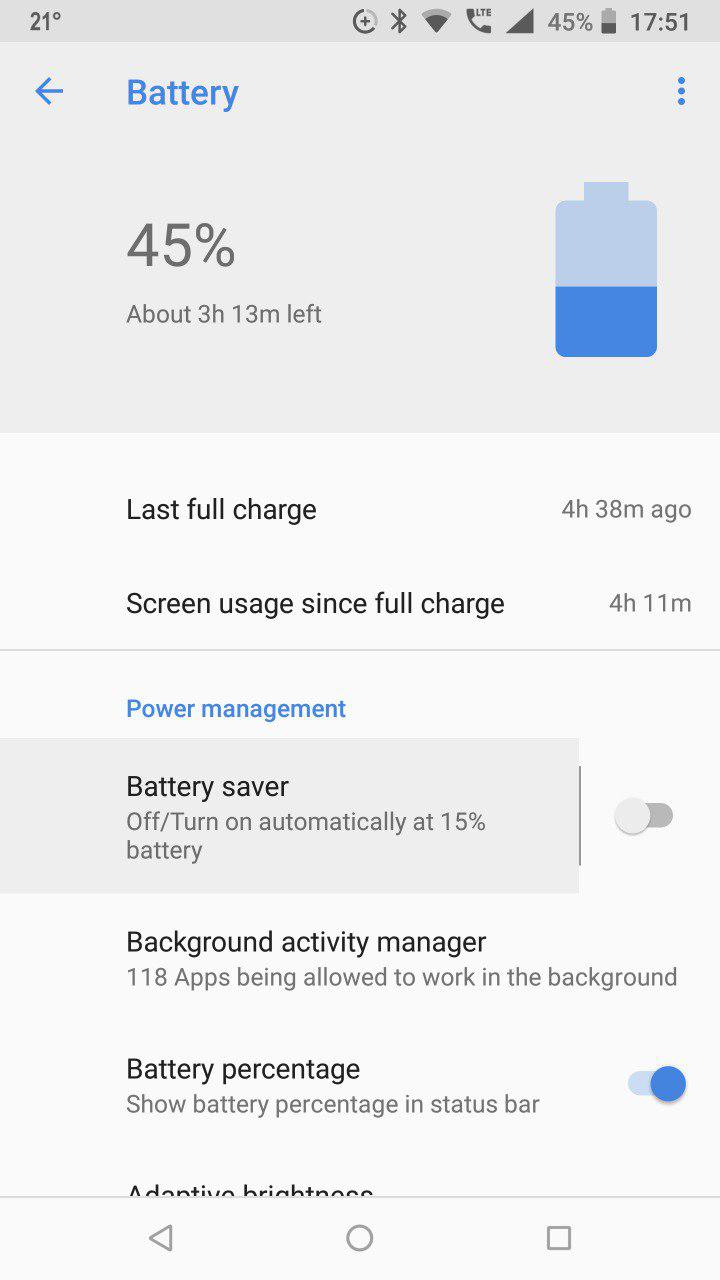 21°
LTE
45%
17:51
Battery
45%
About 3h 13m left
Last full charge
4h 38m ago
Screen usage since full charge
4h 11m
Power management
Battery saver
Off/Turn on automatically at 15%
battery
Background activity manager
118 Apps being allowed to work in the background
Battery percentage
Show battery percentage in status bar
Adaptive brightness